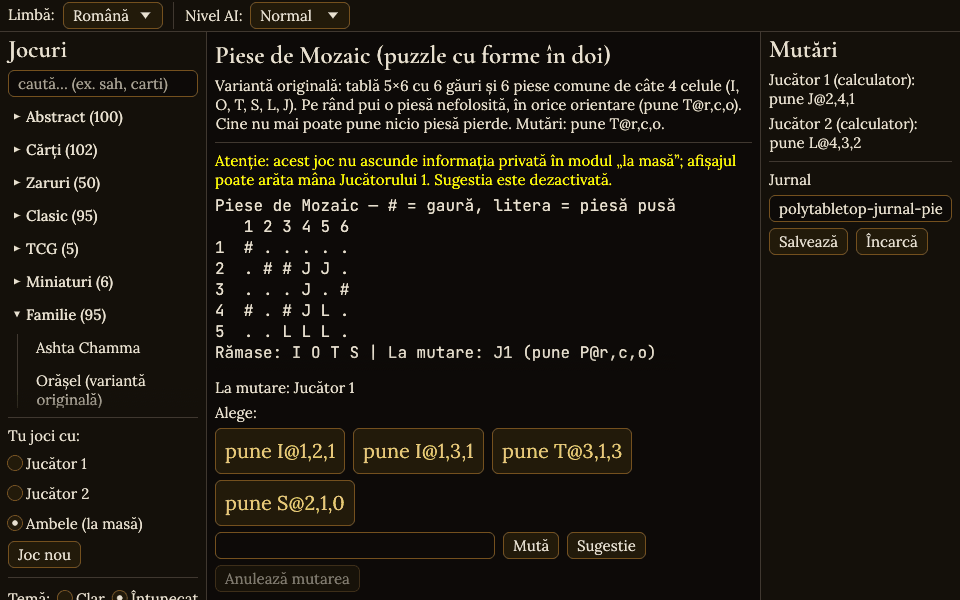 Limbă: Română ▼ Nivel AI: Normal ▼
Jocuri
caută... (ex. sah, carti)
▸ Abstract (100)
▸ Cărți (102)
▸ Zaruri (50)
▸ Clasic (95)
▸ TCG (5)
▸ Miniaturi (6)
▾ Familie (95)
Ashta Chamma
Orășel (variantă
originală)
Tu joci cu:
Jucător 1
Jucător 2
Ambele (la masă)
Joc nou
Temă: Clar Întunecat
Piese de Mozaic (puzzle cu forme în doi)
Variantă originală: tablă 5×6 cu 6 găuri și 6 piese comune de câte 4 celule (I,
O, T, S, L, J). Pe rând pui o piesă nefolosită, în orice orientare (pune T@r,c,o).
Cine nu mai poate pune nicio piesă pierde. Mutări: pune T@r,c,o.
Atenție: acest joc nu ascunde informația privată în modul „la masă”; afișajul
poate arăta mâna Jucătorului 1. Sugestia este dezactivată.
Piese de Mozaic — # = gaură, litera = piesă pusă
1 2 3 4 5 6
1 # . . . . .
2 . # # J J .
3 . . . J . #
4 # . # J L .
5 . . L L L .
Rămase: I O T S | La mutare: J1 (pune P@r,c,o)
La mutare: Jucător 1
Alege:
pune I@1,2,1 pune I@1,3,1 pune T@3,1,3
pune S@2,1,0
Mută Sugestie
Anulează mutarea
Mutări
Jucător 1 (calculator):
pune J@2,4,1
Jucător 2 (calculator):
pune L@4,3,2
Jurnal
polytabletop-jurnal-pie
Salvează Încarcă